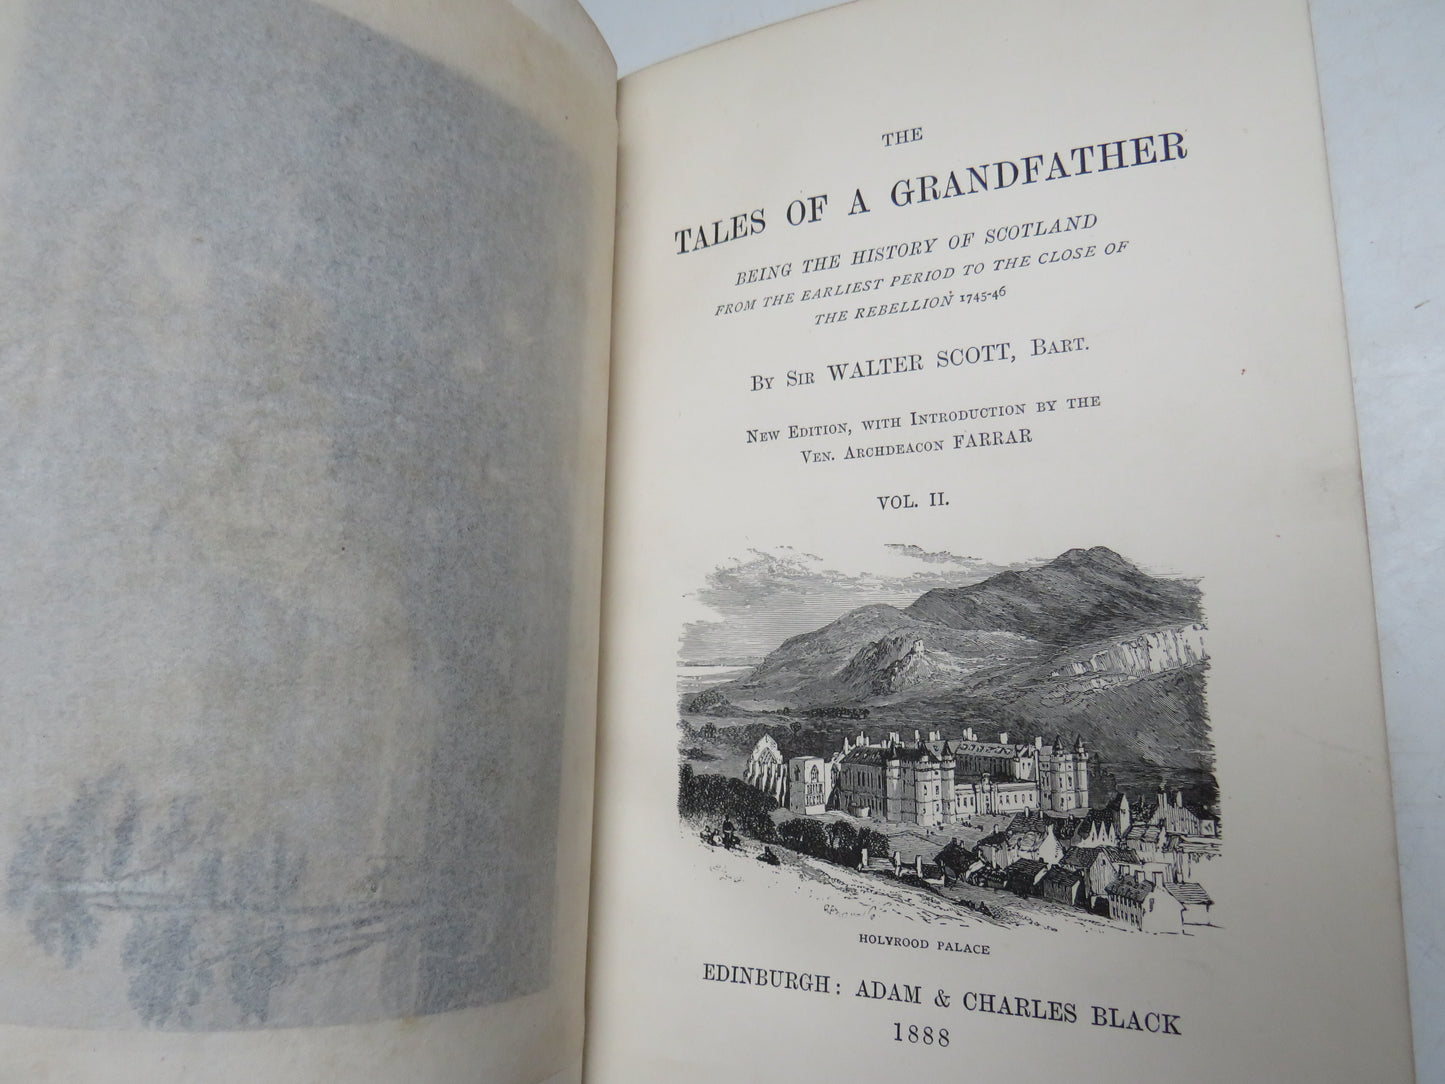 THE
TALES OF A GRANDFATHER
BEING THE HISTORY OF SCOTLAND
FROM THE EARLIEST PERIOD TO THE CLOSE OF
THE REBELLION 1745-46
By Sir WALTER SCOTT, Bart.
New Edition, with Introduction by the
Ven. Archdeacon FARRAR
VOL. II.
HOLYROOD PALACE
EDINBURGH: ADAM & CHARLES BLACK
1888